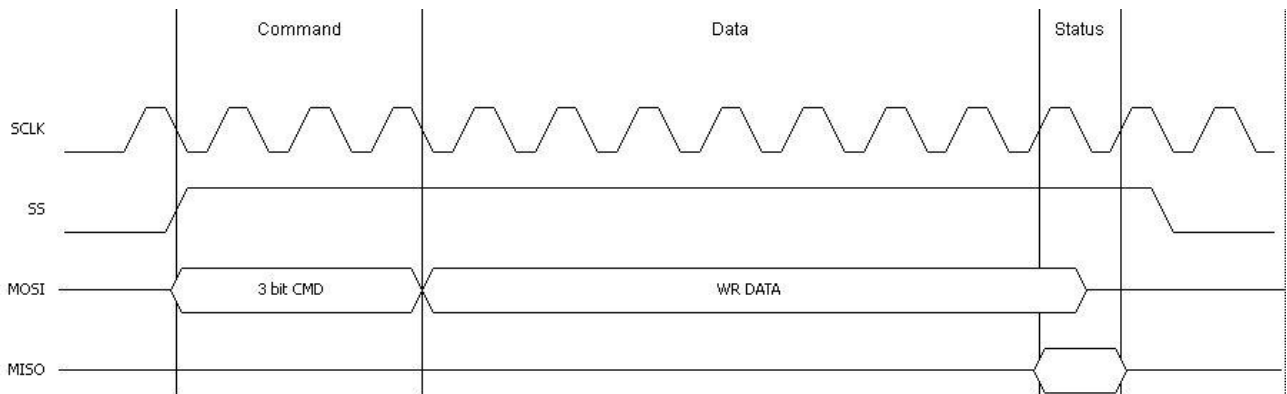 Command Data Status
SCLK
SS
MOSI 3 bit CMD WR DATA
MISO